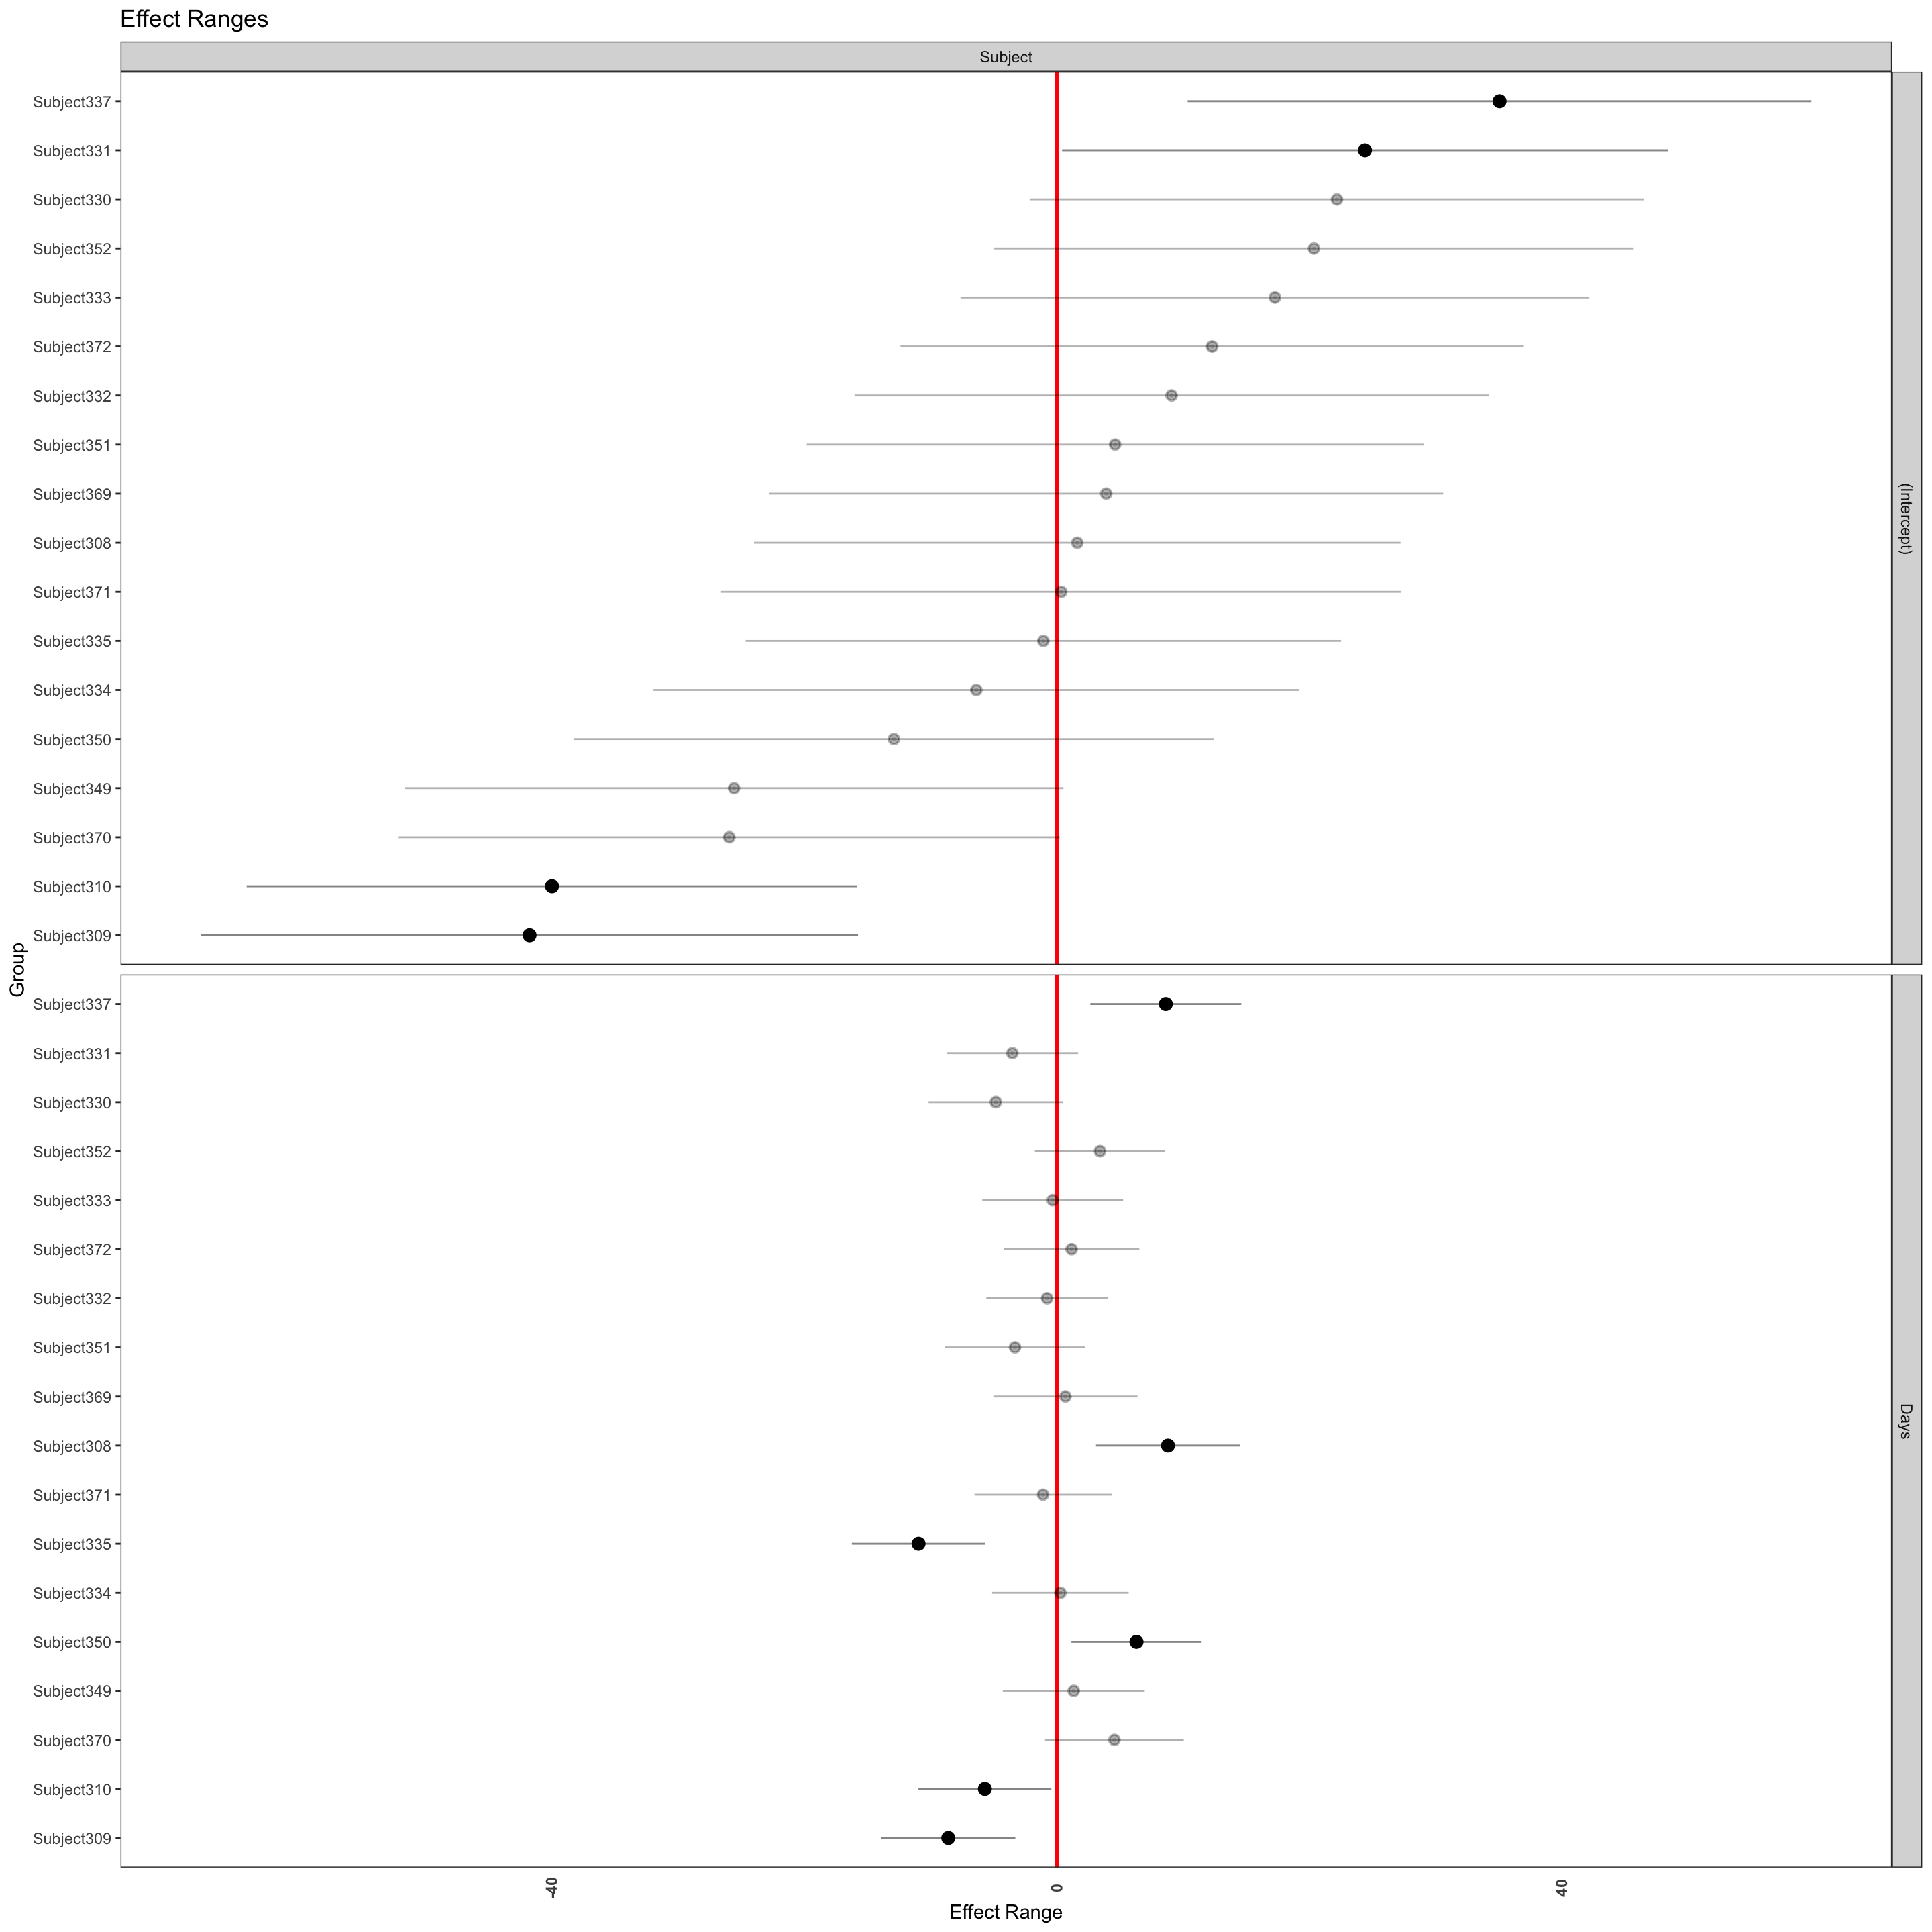 Effect Ranges
Subject
Subject337
Subject331
Subject330
Subject352
Subject333
Subject372
Subject332
Subject351
Subject369
Subject308
Subject371
Subject335
Subject334
Subject350
Subject349
Subject370
Subject310
Subject309
(Intercept)
Group
Subject337
Subject331
Subject330
Subject352
Subject333
Subject372
Subject332
Subject351
Subject369
Subject308
Subject371
Subject335
Subject334
Subject350
Subject349
Subject370
Subject310
Subject309
Days
-40
0
40
Effect Range